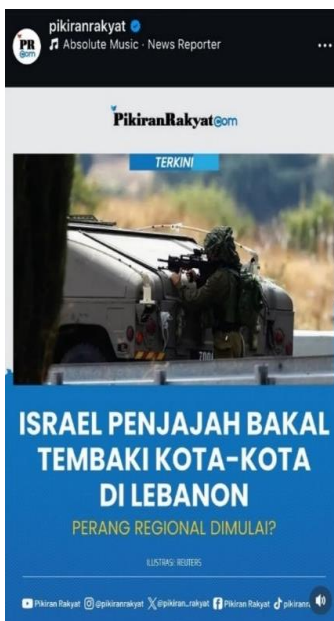 pikiranrakyat
PR
com
Absolute Music · News Reporter
PikiranRakyatcom
TERKINI
ISRAEL PENJAJAH BAKAL
TEMBAKI KOTA-KOTA
DI LEBANON
PERANG REGIONAL DIMULAI?
ILUSTRASI: REUTERS
Pikiran Rakyat @pikiranrakyat @pikiran_rakyat Pikiran Rakyat